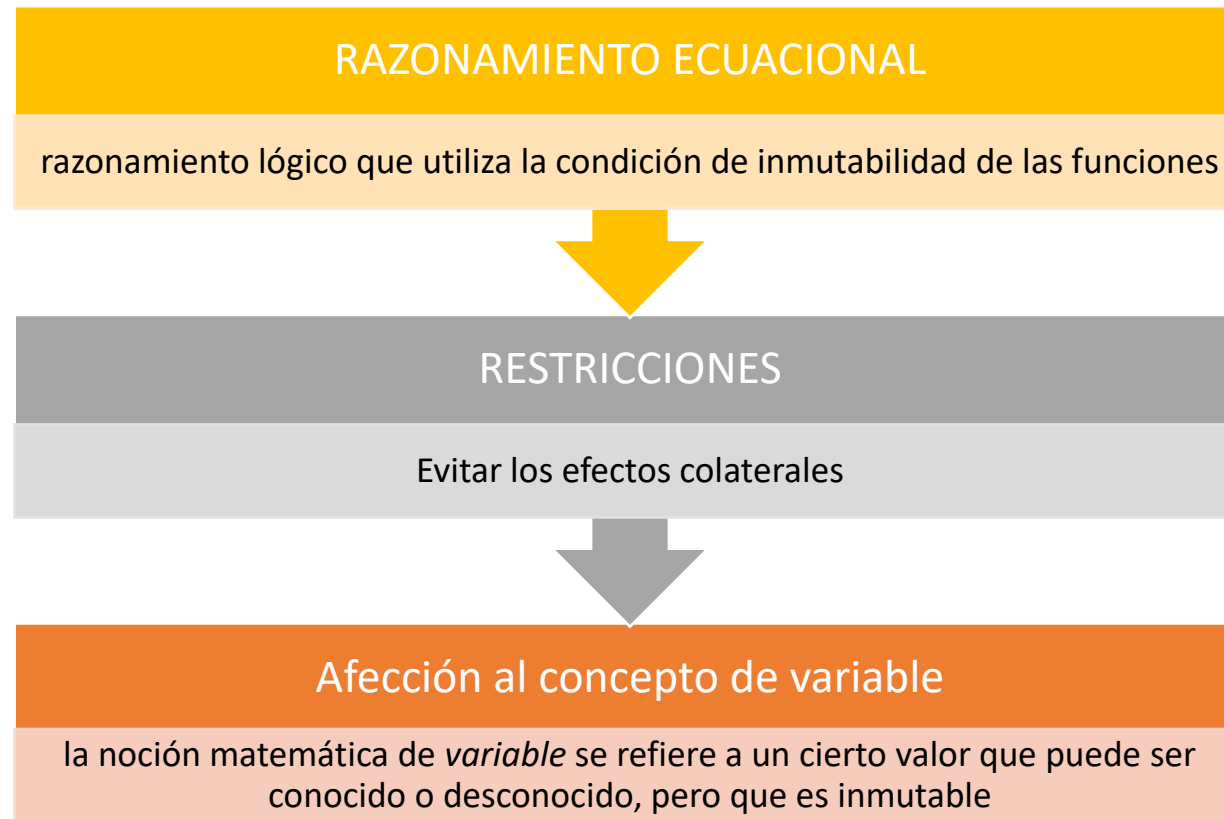 RAZONAMIENTO ECUACIONAL
razonamiento lógico que utiliza la condición de inmutabilidad de las funciones
RESTRICCIONES
Evitar los efectos colaterales
Afección al concepto de variable
la noción matemática de variable se refiere a un cierto valor que puede ser
conocido o desconocido, pero que es inmutable